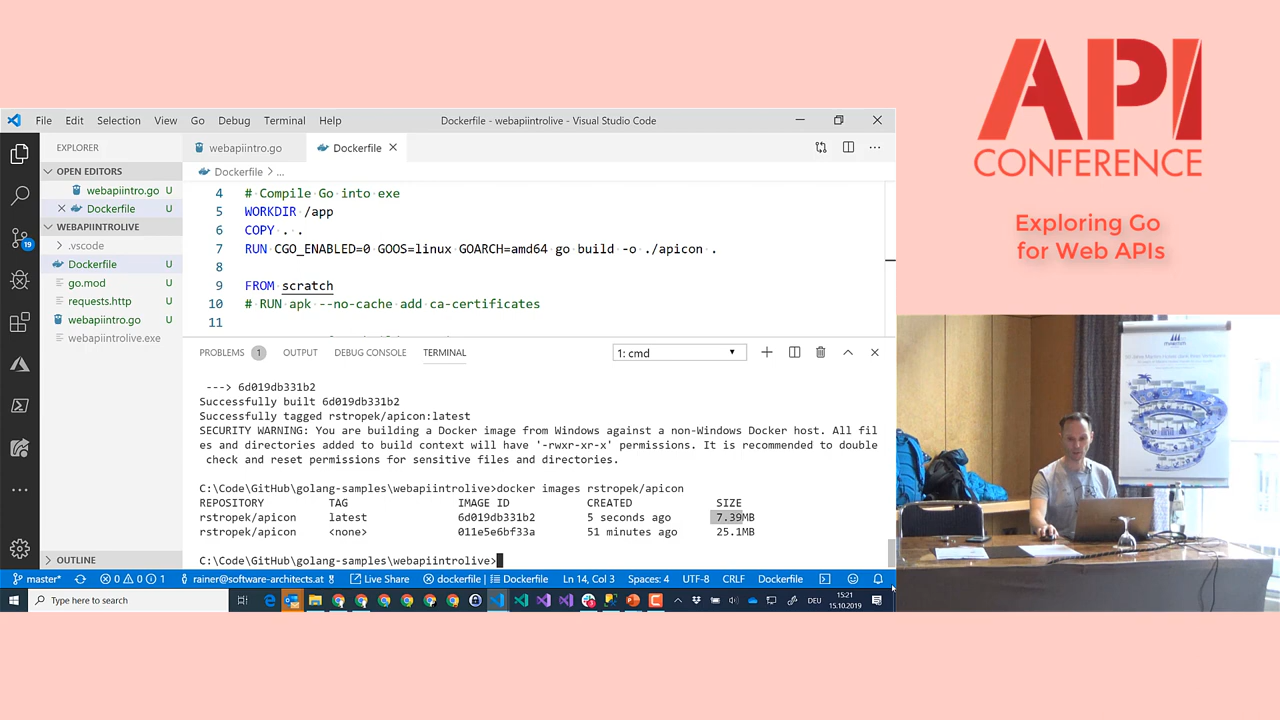 File Edit Selection View Go Debug Terminal Help
Dockerfile - webapiintrolive - Visual Studio Code
EXPLORER
OPEN EDITORS
webapiintro.go U
Dockerfile U
WEBAPIINTROLIVE
.vscode
Dockerfile U
go.mod U
requests.http U
webapiintro.go U
webapiintrolive.exe
OUTLINE
webapiintro.go
Dockerfile
Dockerfile > ...
4 # Compile Go into exe
5 WORKDIR /app
6 COPY . .
7 RUN CGO_ENABLED=0 GOOS=linux GOARCH=amd64 go build -o ./apicon .
8
9 FROM scratch
10 # RUN apk --no-cache add ca-certificates
11
PROBLEMS 1 OUTPUT DEBUG CONSOLE TERMINAL
1: cmd
---> 6d019db331b2
Successfully built 6d019db331b2
Successfully tagged rstropek/apicon:latest
SECURITY WARNING: You are building a Docker image from Windows against a non-Windows Docker host. All fil
es and directories added to build context will have '-rwxr-xr-x' permissions. It is recommended to double
check and reset permissions for sensitive files and directories.
C:\Code\GitHub\golang-samples\webapiintrolive>docker images rstropek/apicon
REPOSITORY TAG IMAGE ID CREATED SIZE
rstropek/apicon latest 6d019db331b2 5 seconds ago 7.39MB
rstropek/apicon <none> 011e5e6bf33a 51 minutes ago 25.1MB
C:\Code\GitHub\golang-samples\webapiintrolive>
19
master* 0 0 1 rainer@software-architects.at Live Share dockerfile | Dockerfile Ln 14, Col 3 Spaces: 4 UTF-8 CRLF Dockerfile
Type here to search
DEU
15:21
15.10.2019
API
CONFERENCE
Exploring Go
for Web APIs